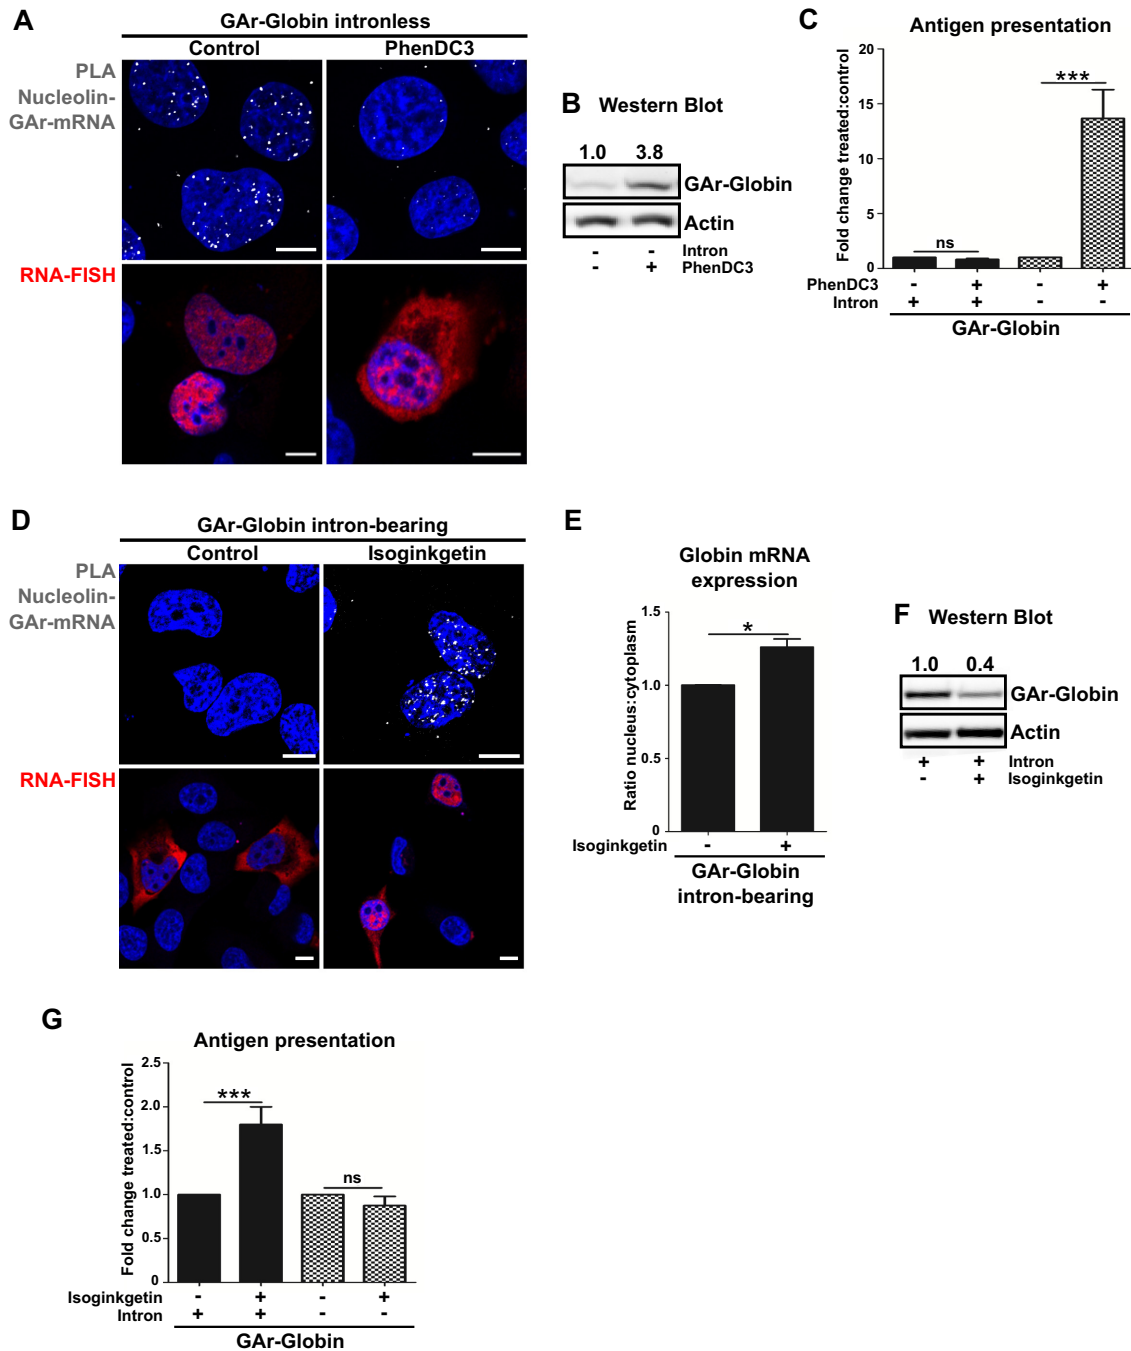 A
GAr-Globin intronless
Control PhenDC3
PLA
Nucleolin-
GAr-mRNA
RNA-FISH
B Western Blot
1.0 3.8
GAr-Globin
Actin
- - Intron
- + PhenDC3
C Antigen presentation
Fold change treated:control
20
15
10
5
0
ns
***
PhenDC3 - + - +
Intron + + - -
GAr-Globin
D
GAr-Globin intron-bearing
Control Isoginkgetin
PLA
Nucleolin-
GAr-mRNA
RNA-FISH
E
Globin mRNA
expression
Ratio nucleus:cytoplasm
1.5
1.0
0.5
0
*
Isoginkgetin - +
GAr-Globin
intron-bearing
F Western Blot
1.0 0.4
GAr-Globin
Actin
+ + Intron
- + Isoginkgetin
G
Antigen presentation
Fold change treated:control
2.5
2.0
1.5
1.0
0.5
0
***
ns
Isoginkgetin - + - +
Intron + + - -
GAr-Globin